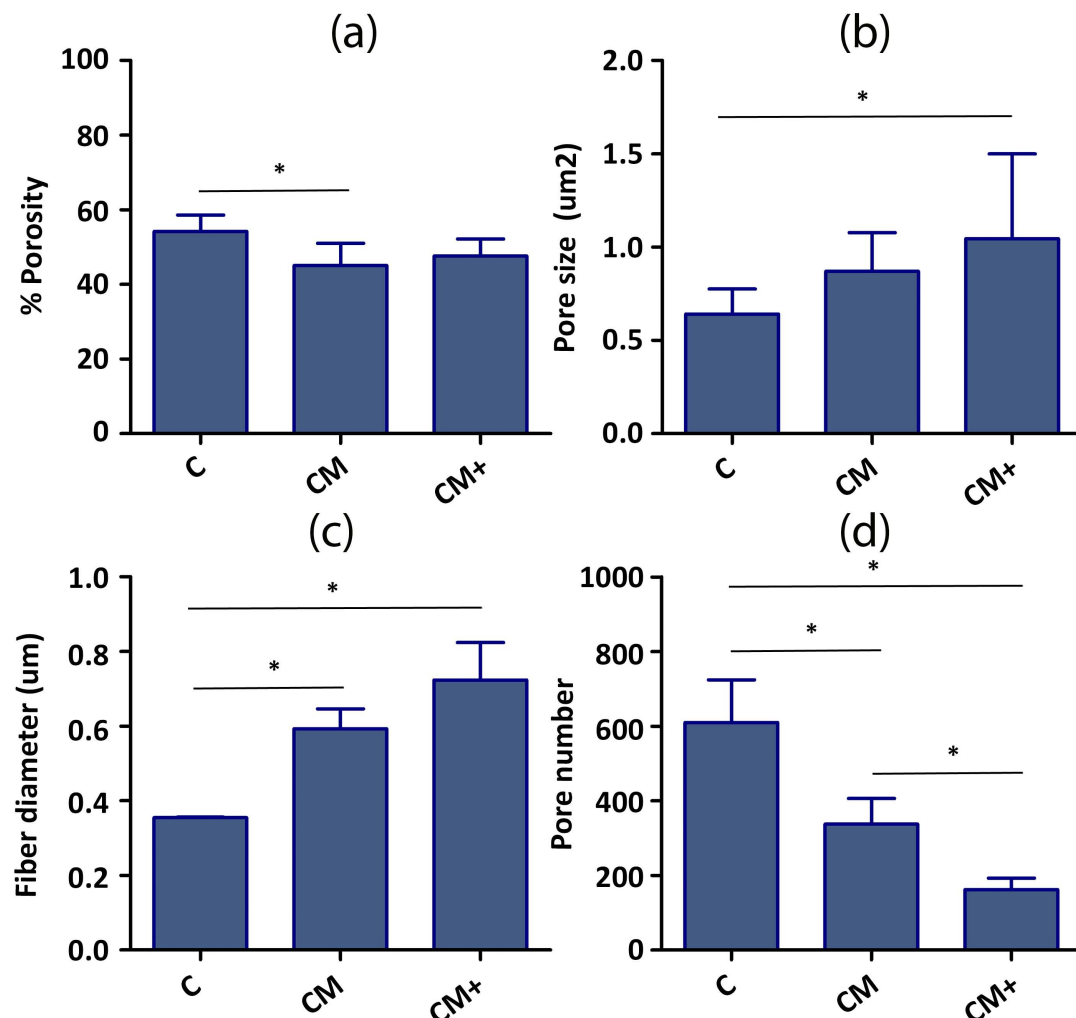 (a)
% Porosity
100
80
60
40
20
0
*
C
CM
CM+
(b)
Pore size (um2)
2.0
1.5
1.0
0.5
0.0
*
C
CM
CM+
(c)
Fiber diameter (um)
1.0
0.8
0.6
0.4
0.2
0.0
*
*
C
CM
CM+
(d)
Pore number
1000
800
600
400
200
0
*
*
*
C
CM
CM+